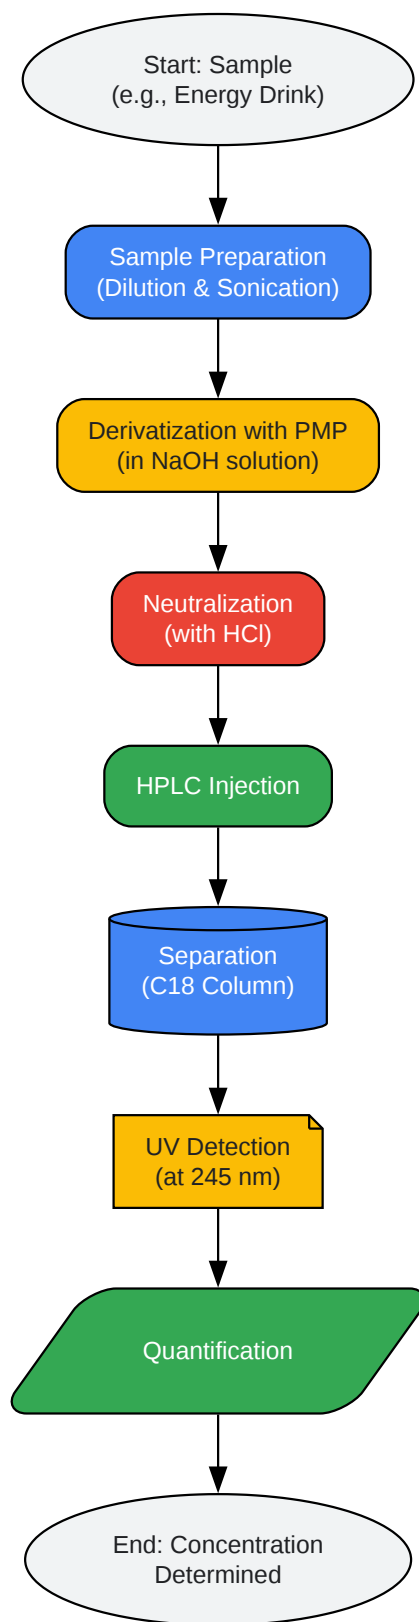 Start: Sample
(e.g., Energy Drink)
Sample Preparation
(Dilution & Sonication)
Derivatization with PMP
(in NaOH solution)
Neutralization
(with HCl)
HPLC Injection
Separation
(C18 Column)
UV Detection
(at 245 nm)
Quantification
End: Concentration
Determined